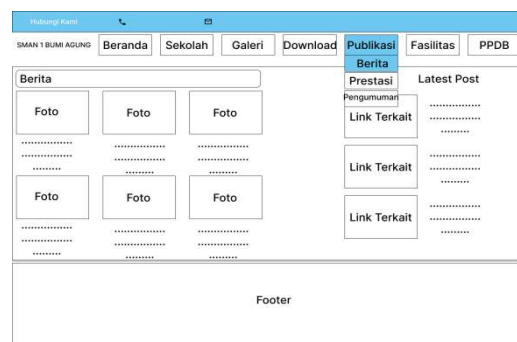 Hubungi Kami
SMAN 1 BUMI AGUNG Beranda Sekolah Galeri Download Publikasi Fasilitas PPDB
Berita
Prestasi
Pengumuman
Berita
Latest Post
Foto Foto Foto
Link Terkait
................ ................ ................ ................
................ ................ ................ ................
......... ......... ......... .........
Link Terkait
................
................
.........
Foto Foto Foto
Link Terkait
................ ................ ................ ................
................ ................ ................ ................
......... ......... ......... .........
Footer